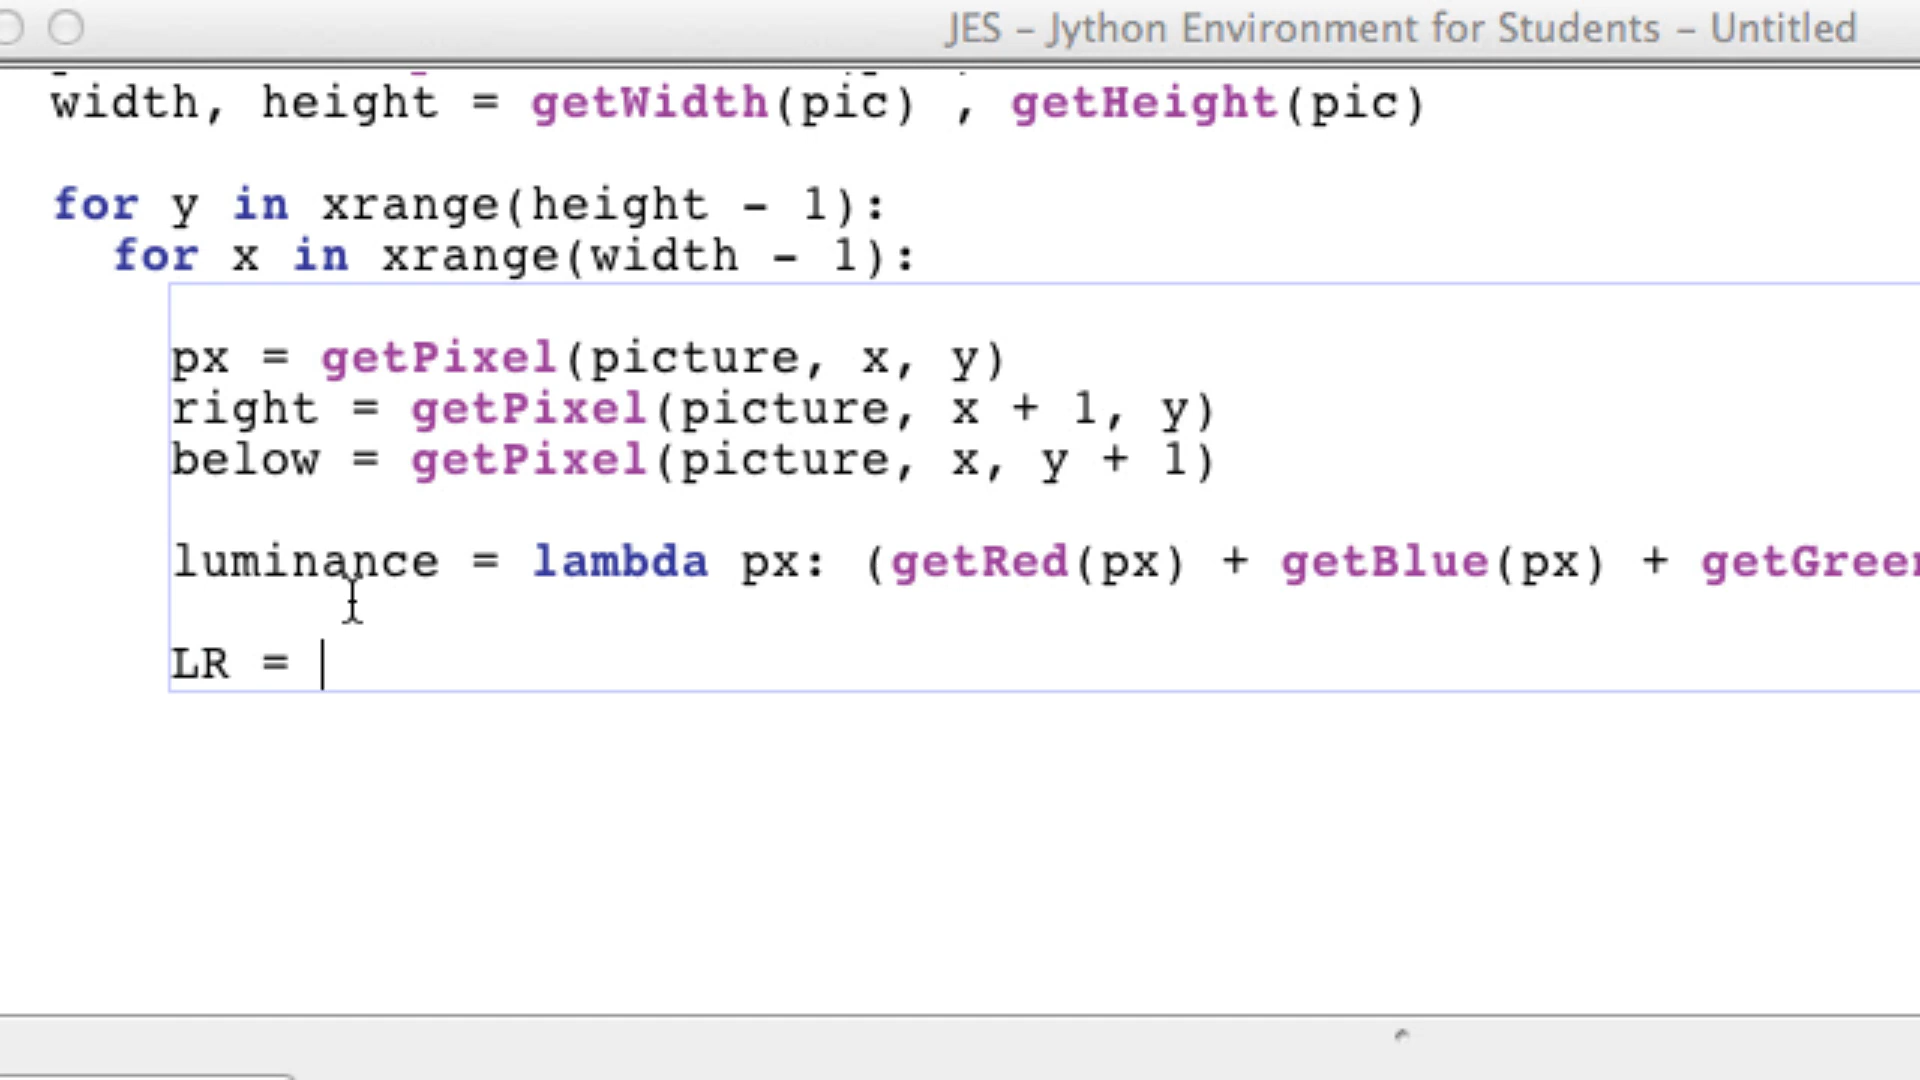 JES – Jython Environment for Students – Untitled
width, height = getWidth(pic) , getHeight(pic)
for y in xrange(height - 1):
for x in xrange(width - 1):
px = getPixel(picture, x, y)
right = getPixel(picture, x + 1, y)
below = getPixel(picture, x, y + 1)
luminance = lambda px: (getRed(px) + getBlue(px) +
LR =